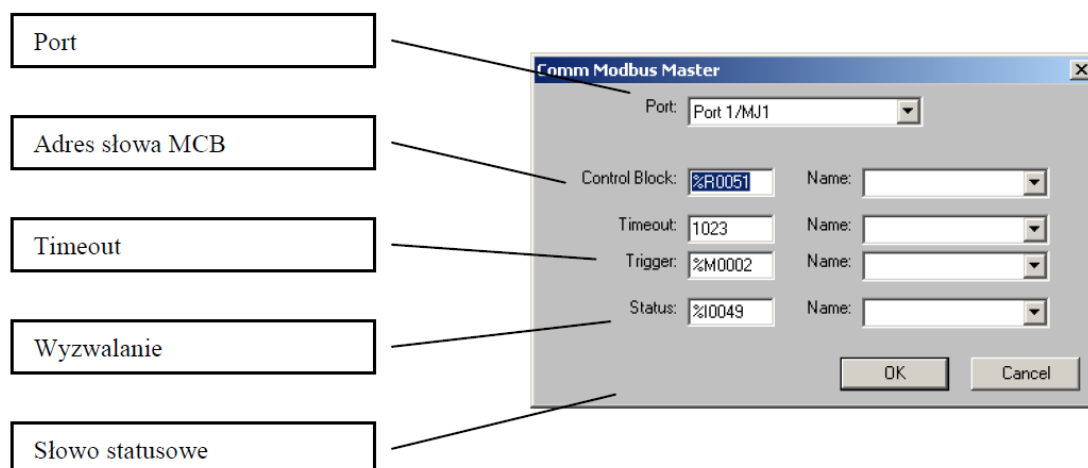 Port
Adres słowa MCB
Timeout
Wyzwalanie
Słowo statusowe
Comm Modbus Master
Port: Port 1/MJ1
Control Block: %R0051 Name:
Timeout: 1023 Name:
Trigger: %M0002 Name:
Status: %I0049 Name:
OK Cancel